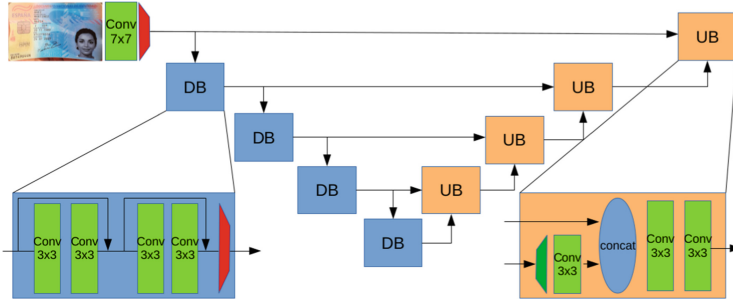 Conv
7x7
UB
DB
UB
DB
UB
DB
UB
DB
Conv
3x3
Conv
3x3
Conv
3x3
Conv
3x3
concat
Conv
3x3
Conv
3x3
Conv
3x3